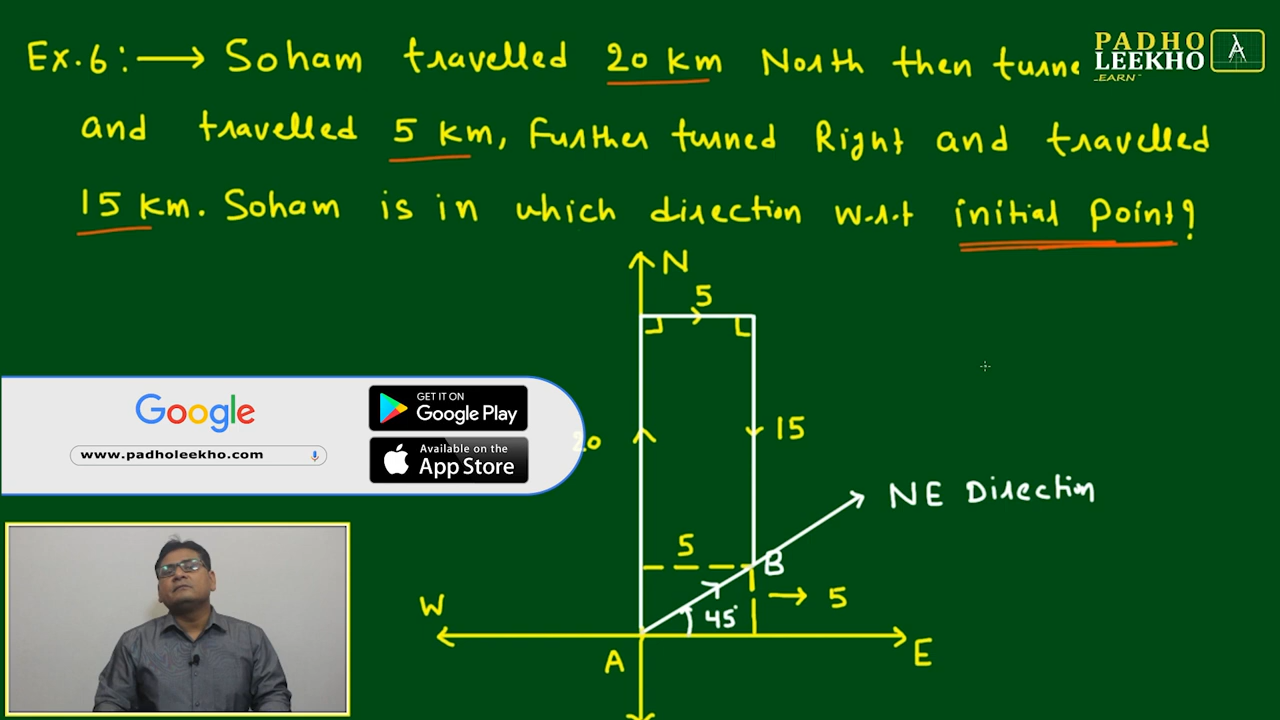 Ex.6:→ Soham travelled 20 km North then turne
PADHO
LEEKHO
EARN
and travelled 5 km, Further turned Right and travelled
15 km. Soham is in which direction w.r.t initial point?
N
5
Google
www.padholeekho.com
GET IT ON
Google Play
Available on the
App Store
20
15
NE Direction
5
B
5
45°
W
A
E